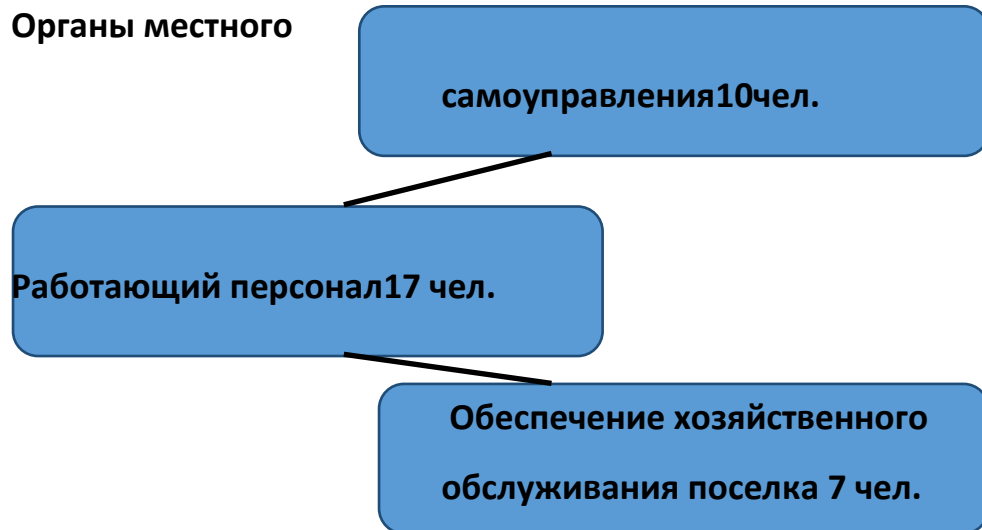 Органы местного
самоуправления10чел.
Работающий персонал17 чел.
Обеспечение хозяйственного
обслуживания поселка 7 чел.